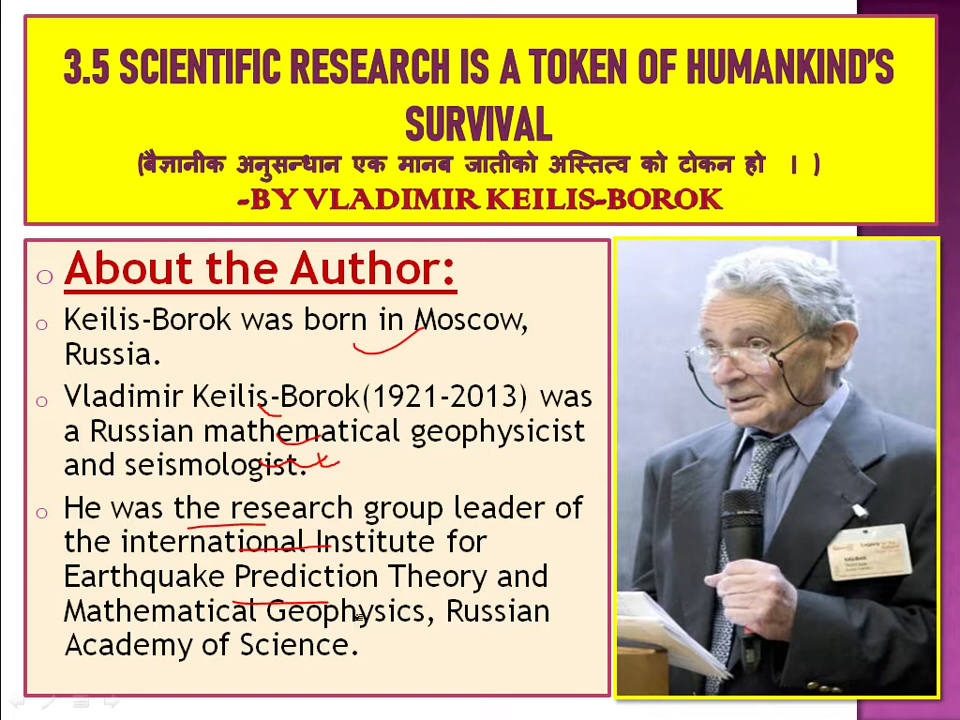 3.5 SCIENTIFIC RESEARCH IS A TOKEN OF HUMANKIND'S
SURVIVAL
(बैज्ञानीक अनुसन्धान एक मानब जातीको अस्तित्व को टोकन हो । )
-BY VLADIMIR KEILIS-BOROK
About the Author:
Keilis-Borok was born in Moscow,
Russia.
Vladimir Keilis-Borok(1921-2013) was
a Russian mathematical geophysicist
and seismologist.
He was the research group leader of
the international Institute for
Earthquake Prediction Theory and
Mathematical Geophysics, Russian
Academy of Science.